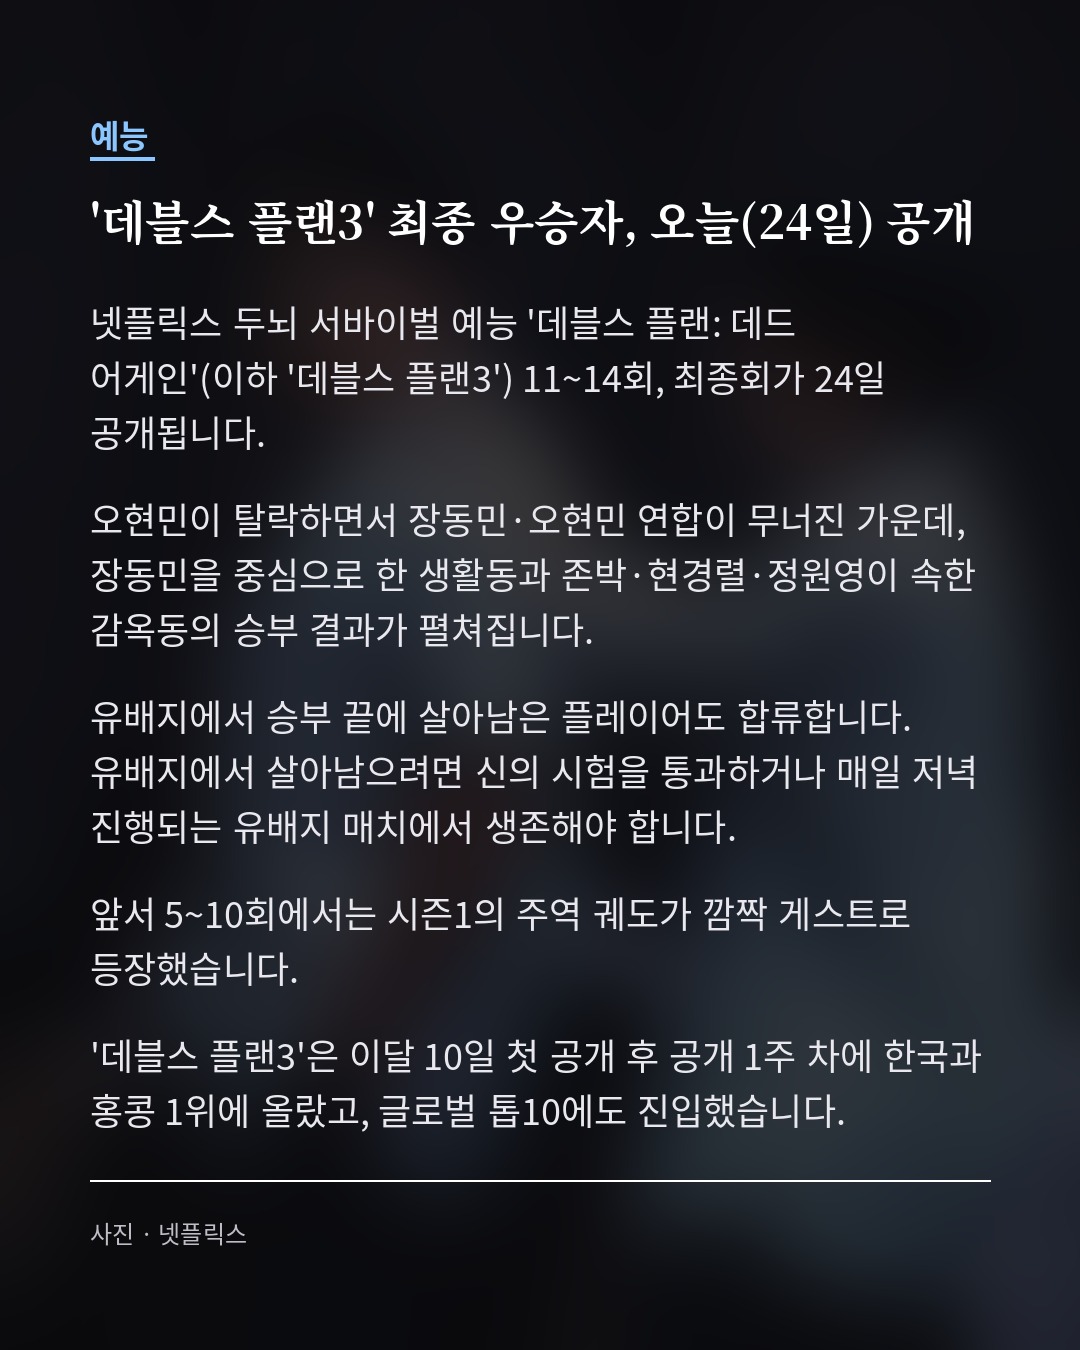 예능
'데블스 플랜3' 최종 우승자, 오늘(24일) 공개
넷플릭스 두뇌 서바이벌 예능 '데블스 플랜: 데드
어게인'(이하 '데블스 플랜3') 11~14회, 최종회가 24일
공개됩니다.
오현민이 탈락하면서 장동민·오현민 연합이 무너진 가운데,
장동민을 중심으로 한 생활동과 존박·현경렬·정원영이 속한
감옥동의 승부 결과가 펼쳐집니다.
유배지에서 승부 끝에 살아남은 플레이어도 합류합니다.
유배지에서 살아남으려면 신의 시험을 통과하거나 매일 저녁
진행되는 유배지 매치에서 생존해야 합니다.
앞서 5~10회에서는 시즌1의 주역 궤도가 깜짝 게스트로
등장했습니다.
'데블스 플랜3'은 이달 10일 첫 공개 후 공개 1주 차에 한국과
홍콩 1위에 올랐고, 글로벌 톱10에도 진입했습니다.
사진 · 넷플릭스